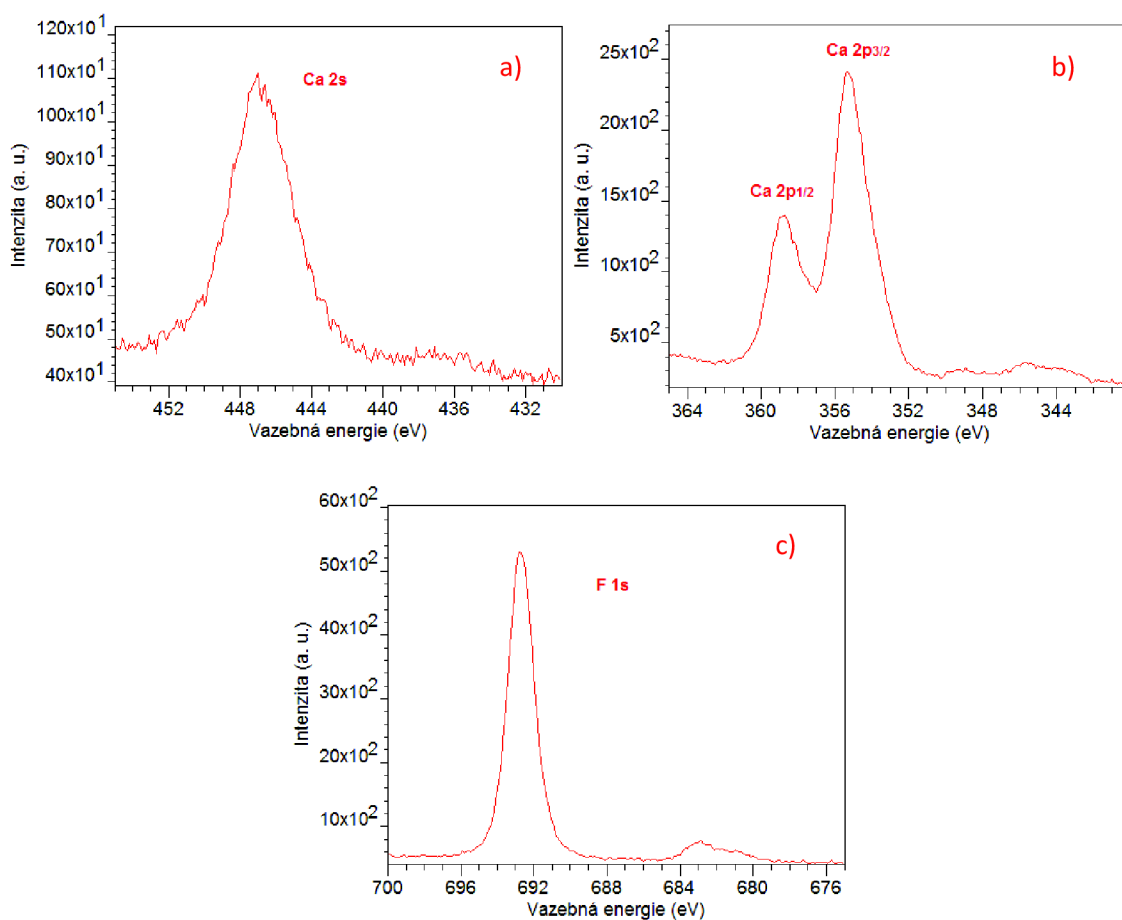 120x10¹
110x10¹
100x10¹
90x10¹
80x10¹
70x10¹
60x10¹
50x10¹
40x10¹
Intenzita (a. u.)
Ca 2s
a)
452 448 444 440 436 432
Vazebná energie (eV)
25x10²
20x10²
15x10²
10x10²
5x10²
Intenzita (a. u.)
Ca 2p3/2
b)
Ca 2p1/2
364 360 356 352 348 344
Vazebná energie (eV)
60x10²
50x10²
40x10²
30x10²
20x10²
10x10²
Intenzita (a. u.)
c)
F 1s
700 696 692 688 684 680 676
Vazebná energie (eV)